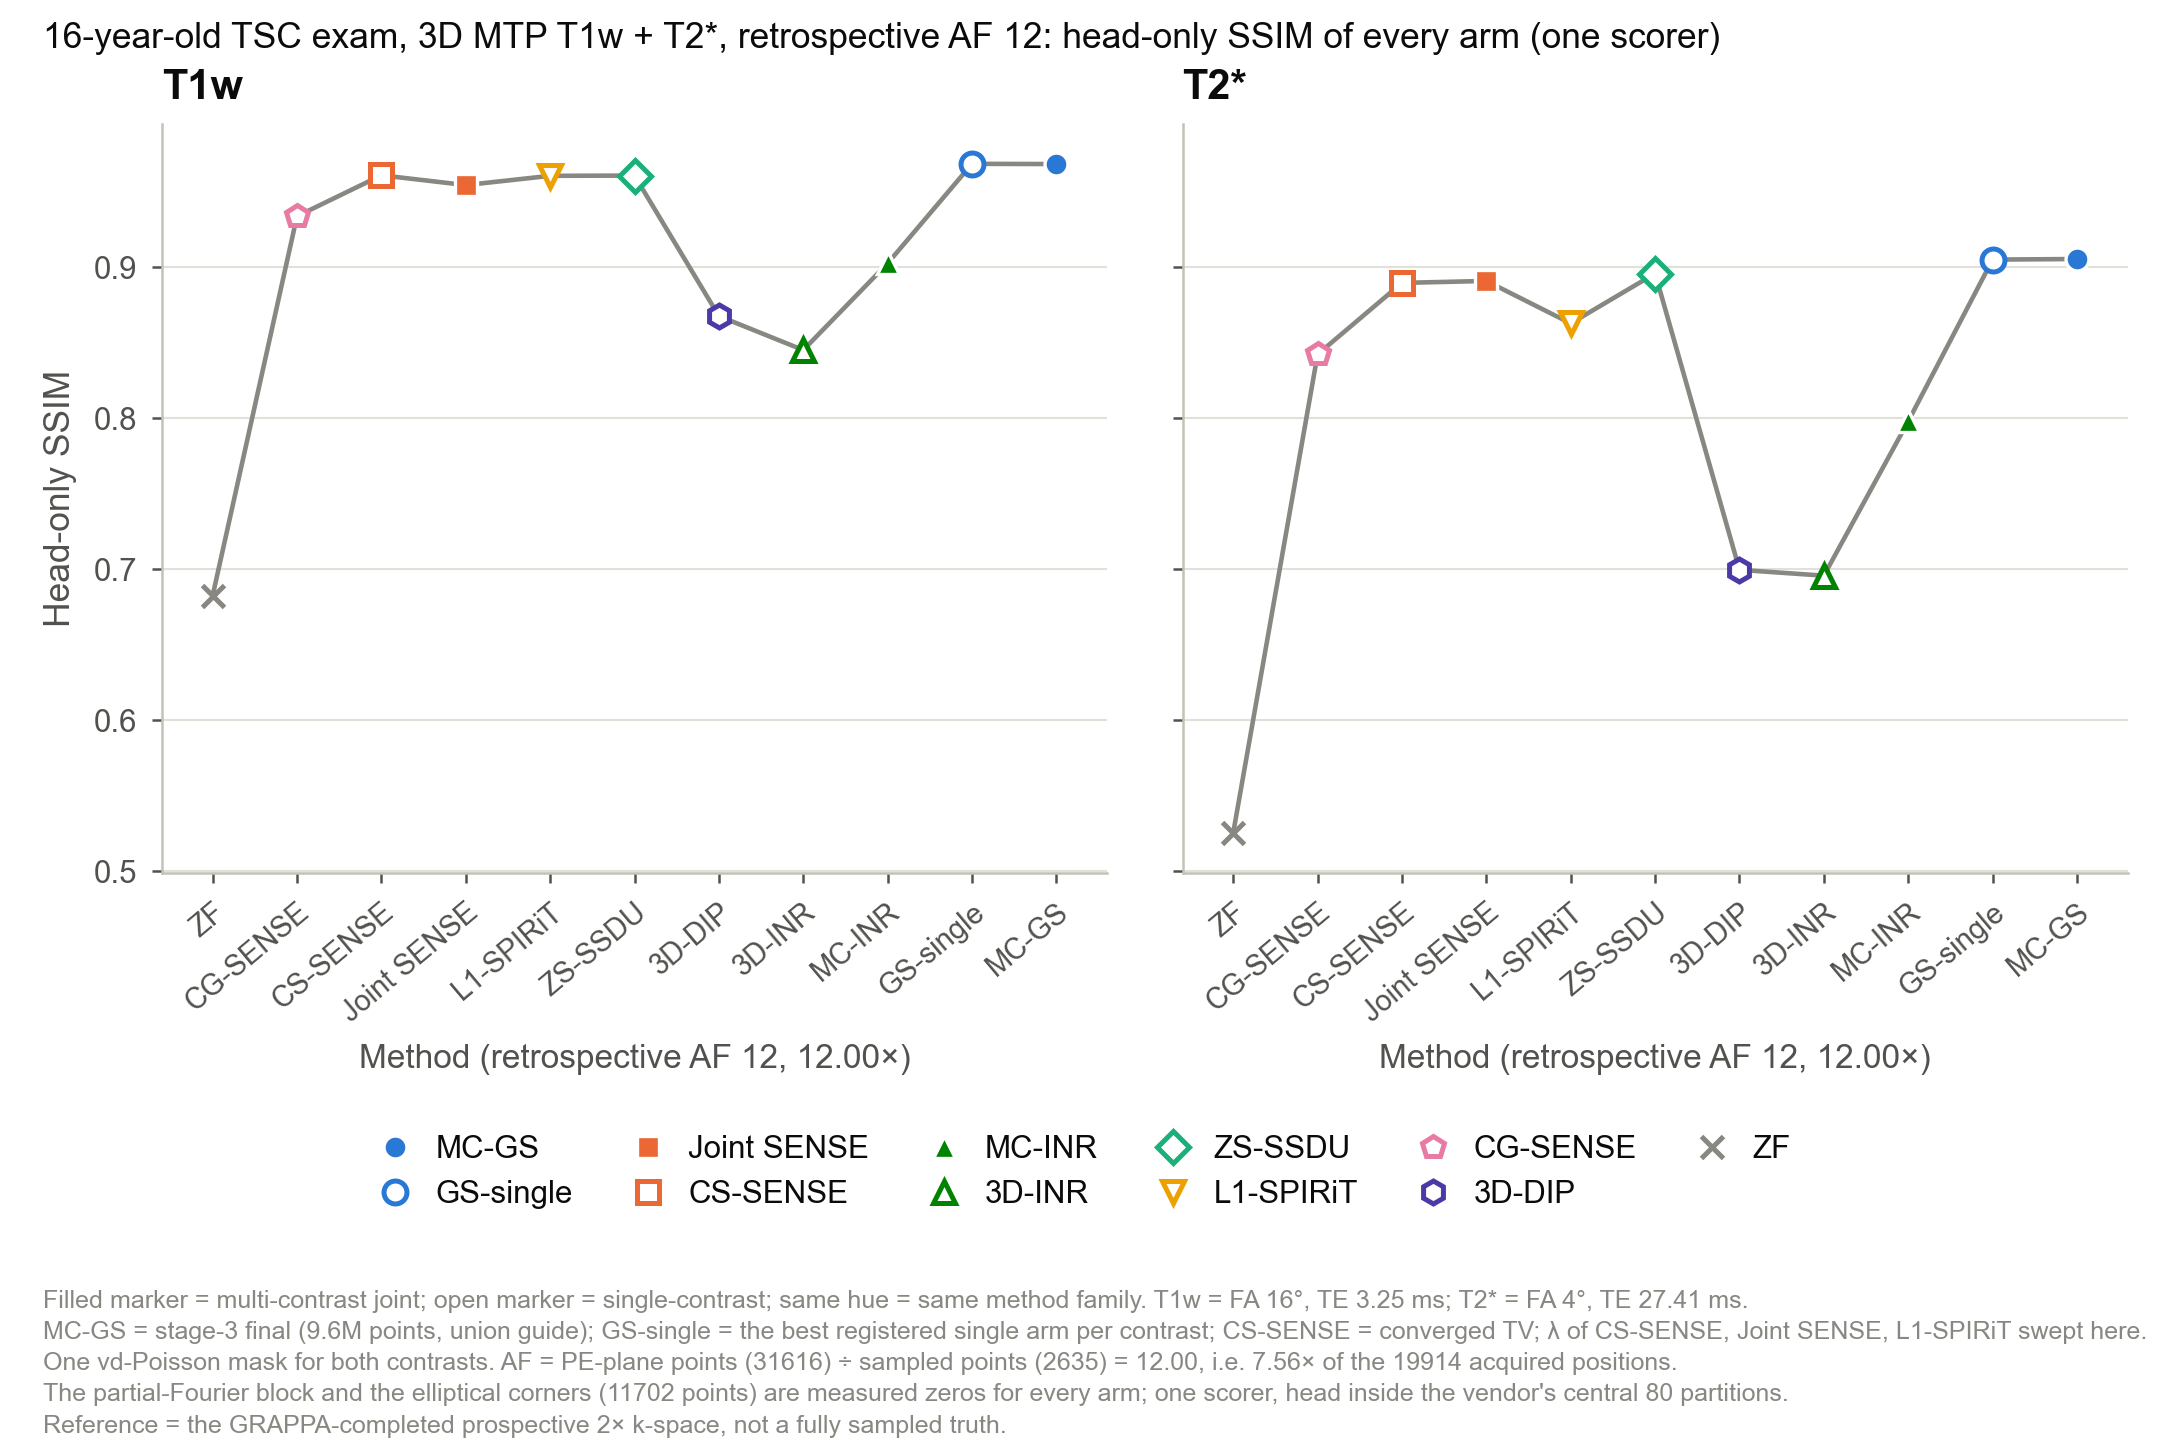 16-year-old TSC exam, 3D MTP T1w + T2*, retrospective AF 12: head-only SSIM of every arm (one scorer)
T1w
T2*
Head-only SSIM
0.9
0.8
0.7
0.6
0.5
ZF
CG-SENSE
CS-SENSE
Joint SENSE
L1-SPIRiT
ZS-SSDU
3D-DIP
3D-INR
MC-INR
GS-single
MC-GS
ZF
CG-SENSE
CS-SENSE
Joint SENSE
L1-SPIRiT
ZS-SSDU
3D-DIP
3D-INR
MC-INR
GS-single
MC-GS
Method (retrospective AF 12, 12.00×)
Method (retrospective AF 12, 12.00×)
MC-GS
Joint SENSE
MC-INR
ZS-SSDU
CG-SENSE
ZF
GS-single
CS-SENSE
3D-INR
L1-SPIRiT
3D-DIP
Filled marker = multi-contrast joint; open marker = single-contrast; same hue = same method family. T1w = FA 16°, TE 3.25 ms; T2* = FA 4°, TE 27.41 ms.
MC-GS = stage-3 final (9.6M points, union guide); GS-single = the best registered single arm per contrast; CS-SENSE = converged TV; λ of CS-SENSE, Joint SENSE, L1-SPIRiT swept here.
One vd-Poisson mask for both contrasts. AF = PE-plane points (31616) ÷ sampled points (2635) = 12.00, i.e. 7.56× of the 19914 acquired positions.
The partial-Fourier block and the elliptical corners (11702 points) are measured zeros for every arm; one scorer, head inside the vendor's central 80 partitions.
Reference = the GRAPPA-completed prospective 2× k-space, not a fully sampled truth.